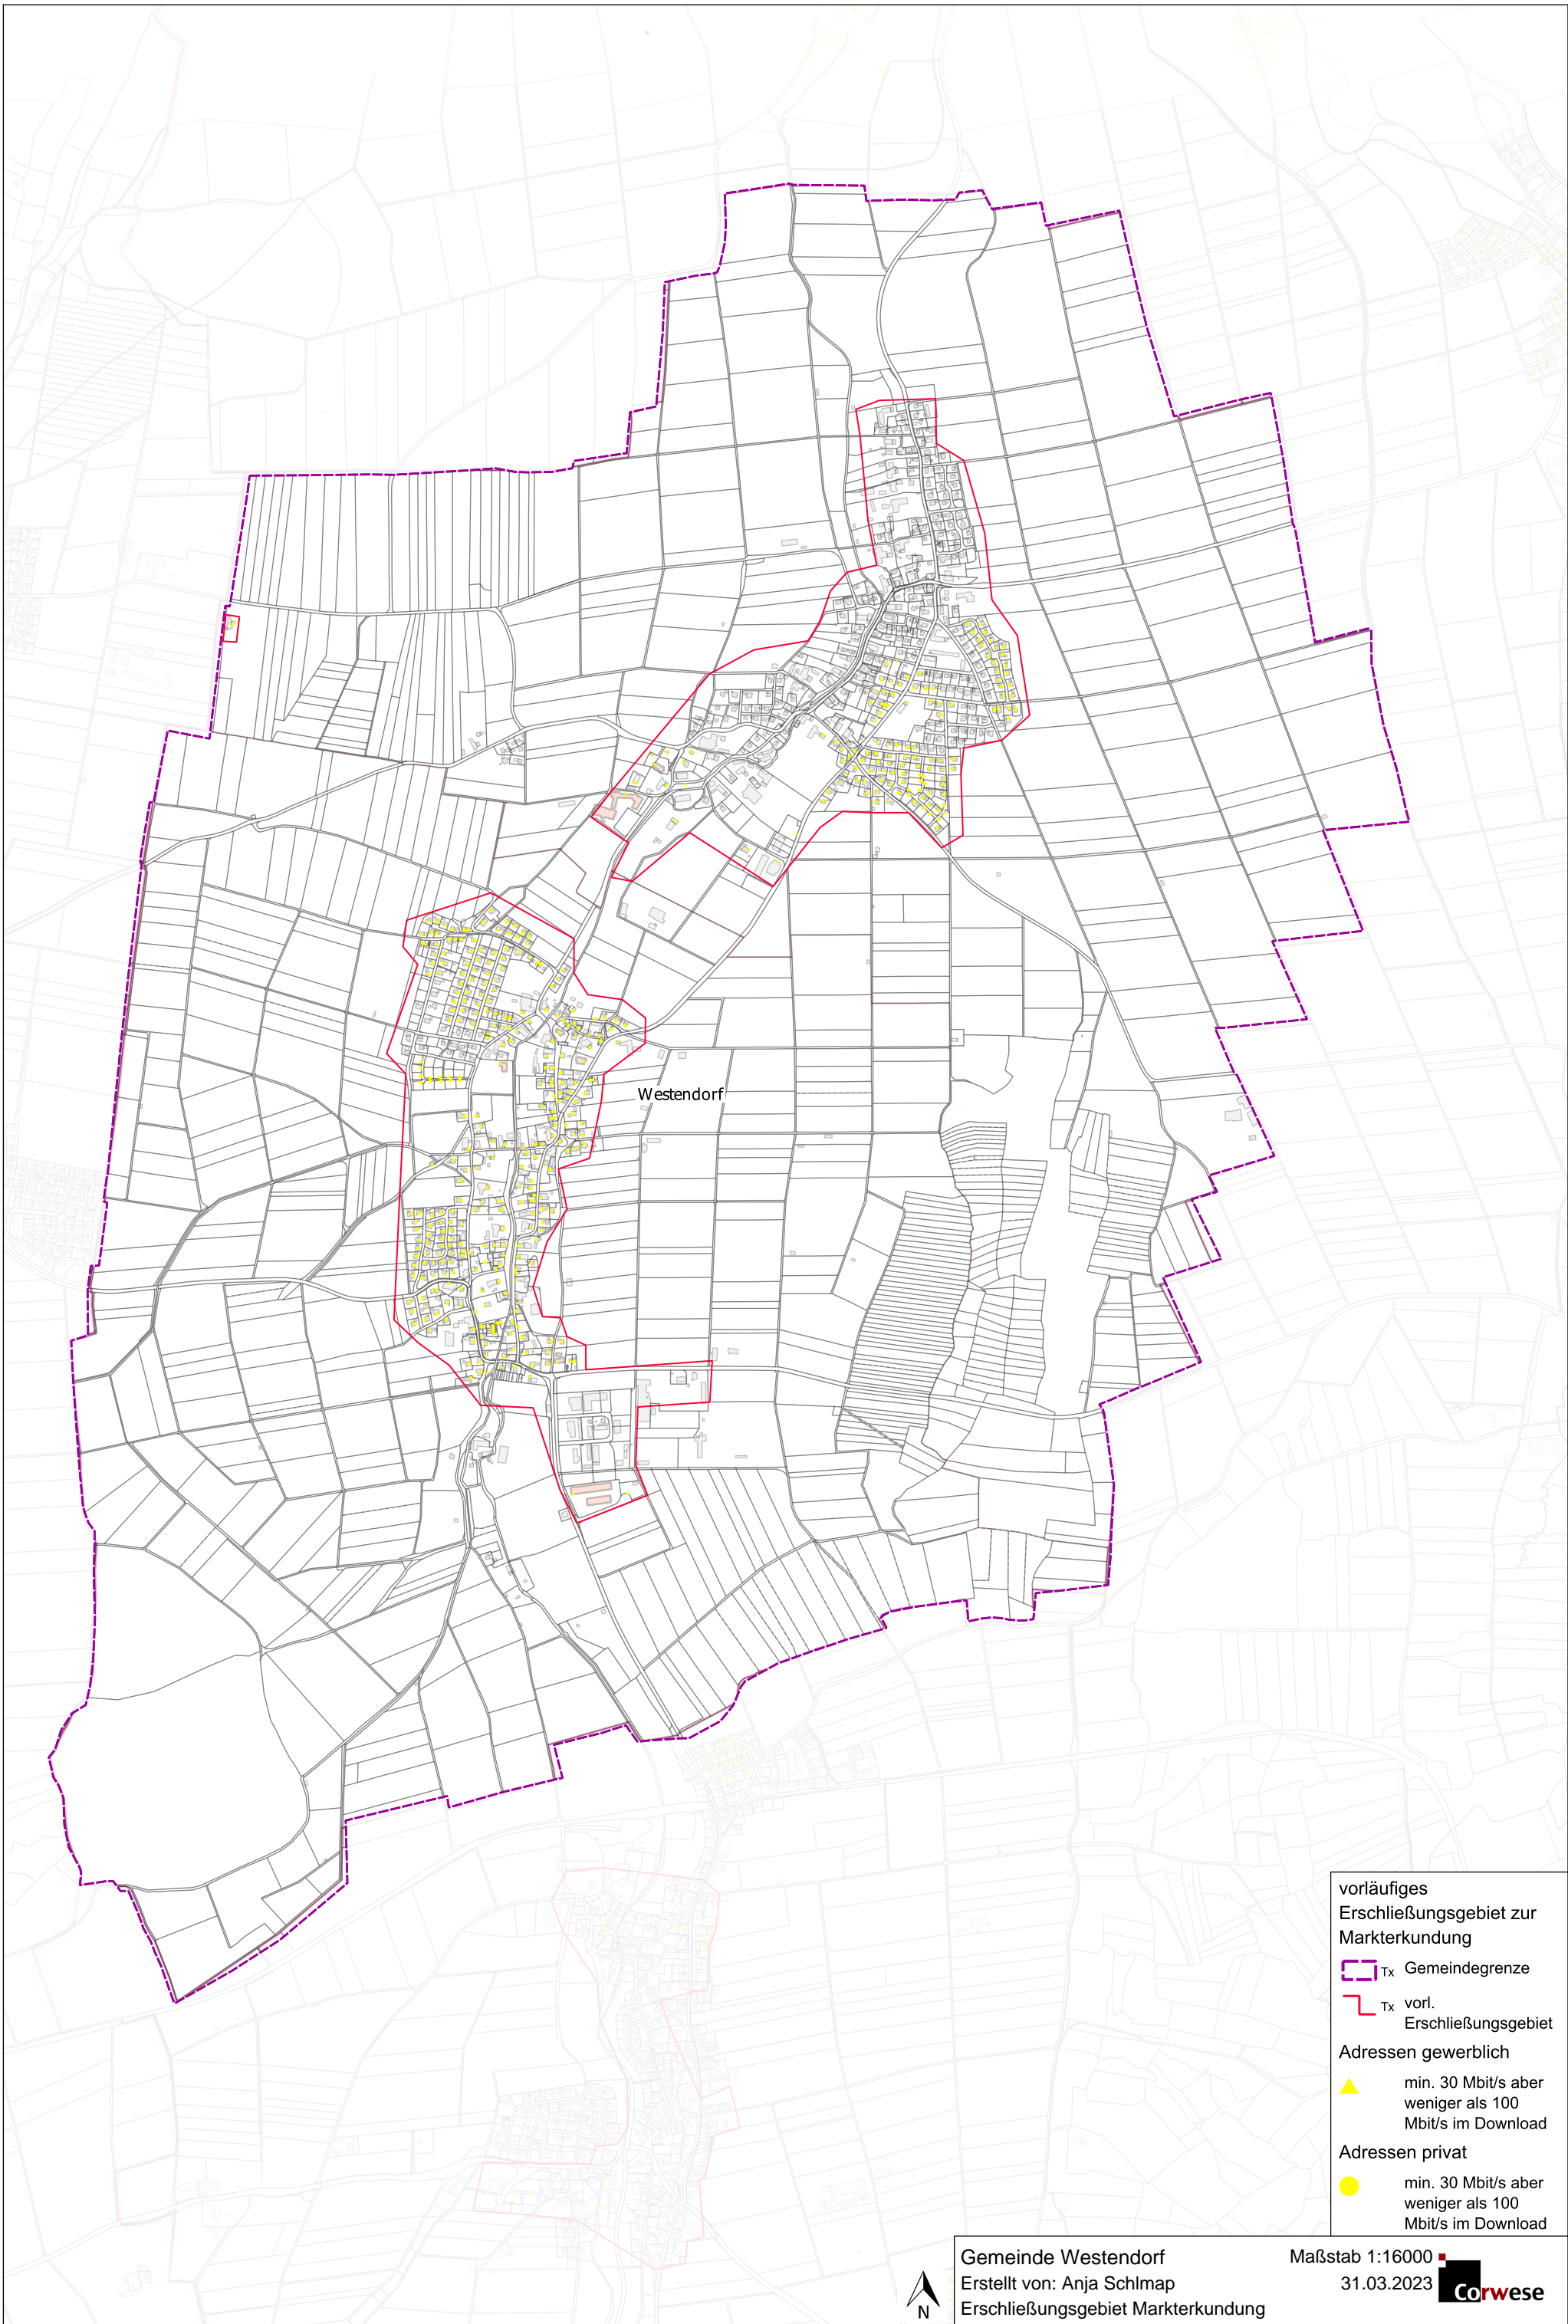 Westendorf
vorläufiges
Erschließungsgebiet zur
Markterkundung
Tx Gemeindegrenze
Tx vorl.
Erschließungsgebiet
Adressen gewerblich
min. 30 Mbit/s aber
weniger als 100
Mbit/s im Download
Adressen privat
min. 30 Mbit/s aber
weniger als 100
Mbit/s im Download
N
Gemeinde Westendorf
Erstellt von: Anja Schlmap
Erschließungsgebiet Markterkundung
Maßstab 1:16000
31.03.2023
Corwese